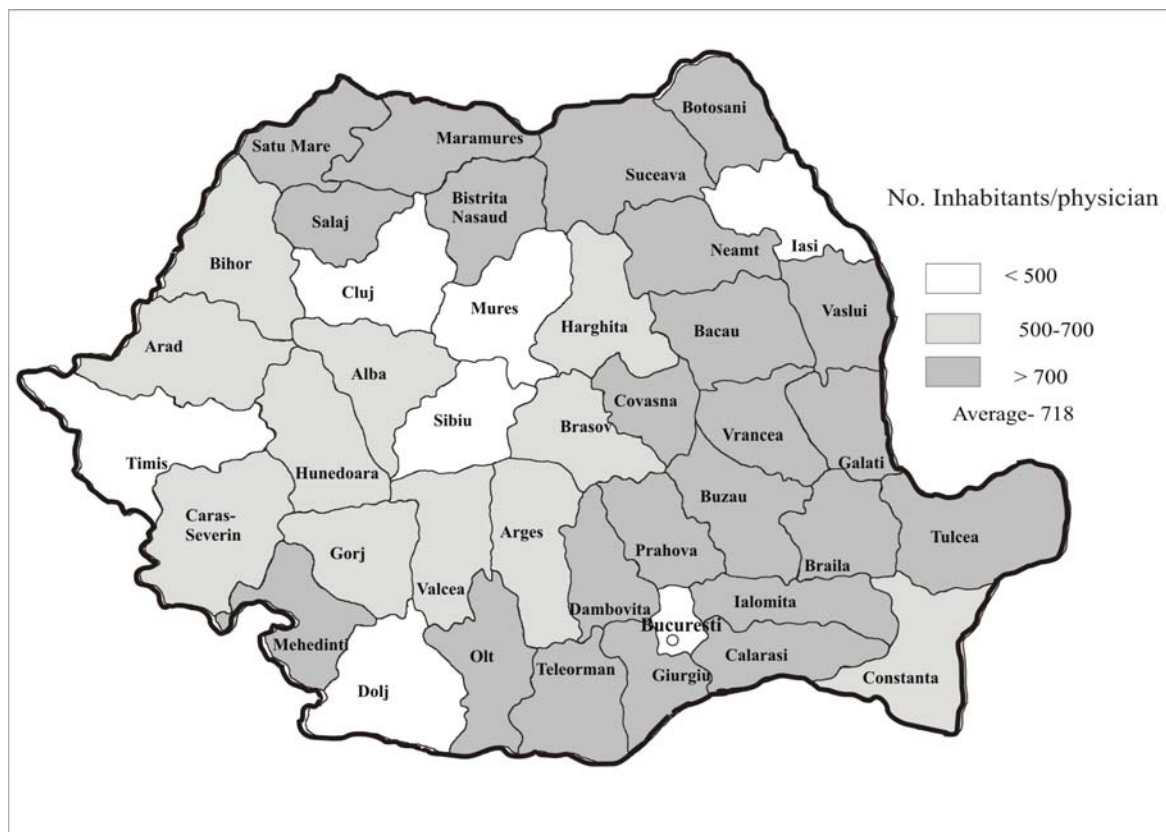 Botosani
Satu Mare
Maramures
Suceava
Bistrita
Nasaud
Salaj
No. Inhabitants/physician
Iasi
Neamt
Bihor
Cluj
< 500
Mures
Harghita
Bacau
Vaslui
500-700
Arad
Alba
> 700
Covasna
Sibiu
Brasov
Average- 718
Vrancea
Timis
Hunedoara
Galati
Buzau
Caras-
Severin
Arges
Gorj
Prahova
Tulcea
Braila
Valcea
Dambovita
Ialomita
Bucuresti
Mehedinti
Olt
Teleorman
Giurgiu
Calarasi
Constanta
Dolj